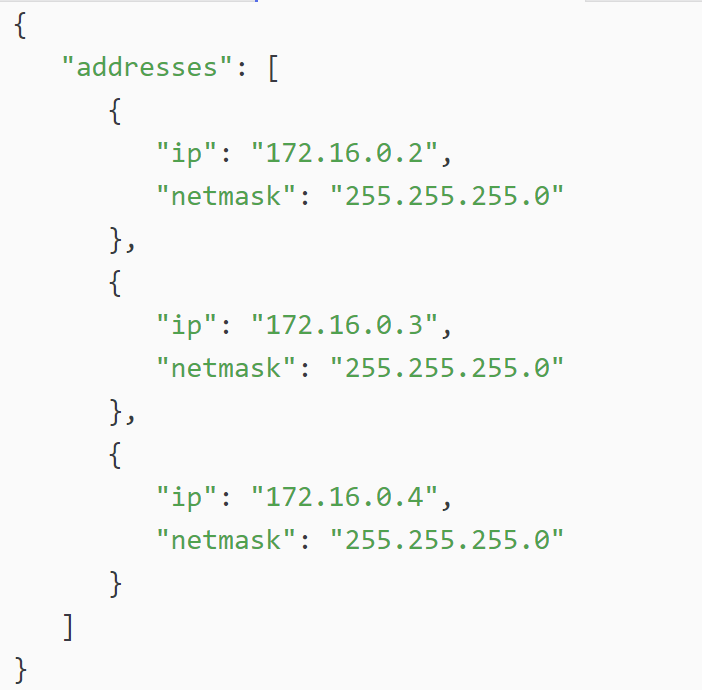 {
   "addresses": [
      {
         "ip": "172.16.0.2",
         "netmask": "255.255.255.0"
      },
      {
         "ip": "172.16.0.3",
         "netmask": "255.255.255.0"
      },
      {
         "ip": "172.16.0.4",
         "netmask": "255.255.255.0"
      }
   ]
}